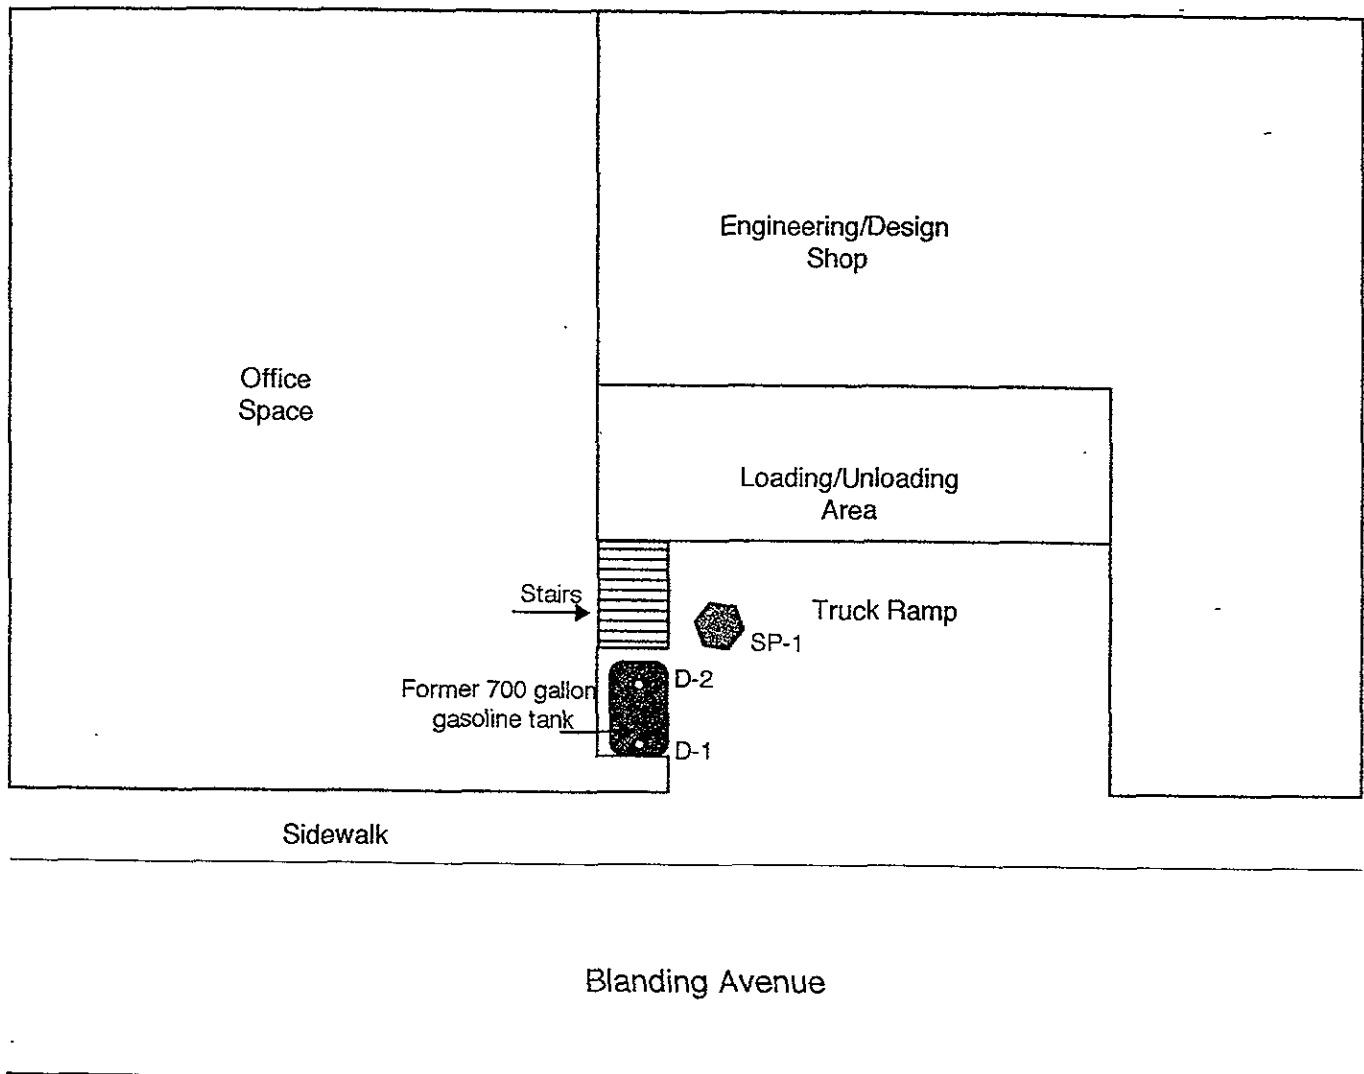 Engineering/Design
Shop
Office
Space
Loading/Unloading
Area
Stairs
Truck Ramp
SP-1
Former 700 gallon
gasoline tank
D-2
D-1
Sidewalk
Blanding Avenue